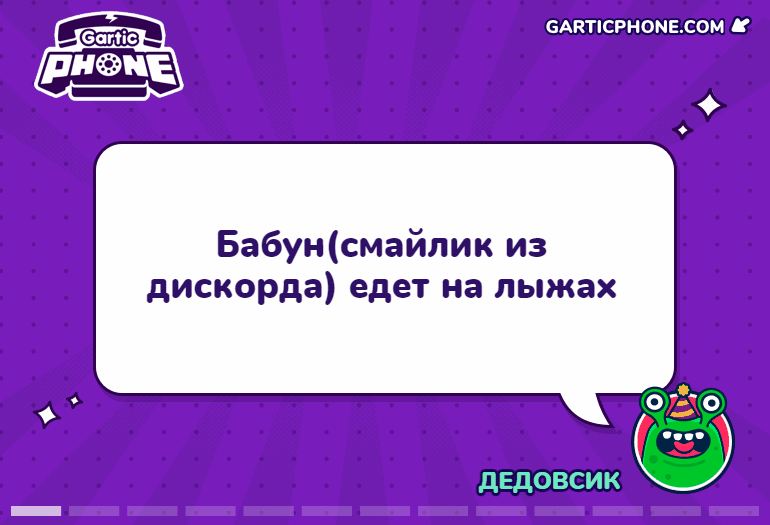 Gartic
PHONE
GARTICPHONE.COM
Бабун(смайлик из
дискорда) едет на лыжах
ДЕДОВСИК